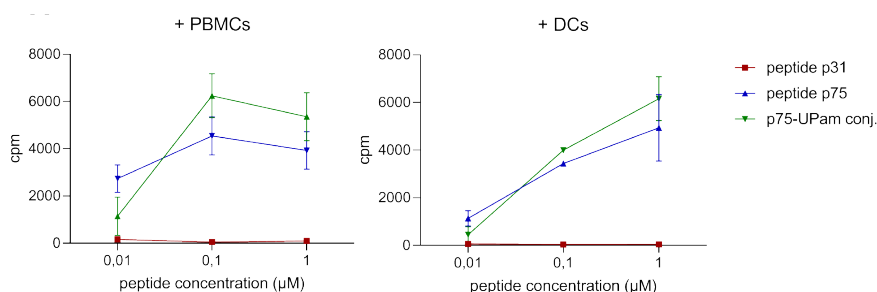 + PBMCs
8000
6000
4000
2000
0
cpm
0,01
0,1
1
peptide concentration (µM)
+ DCs
8000
6000
4000
2000
0
cpm
0,01
0,1
1
peptide concentration (µM)
peptide p31
peptide p75
p75-UPam conj.